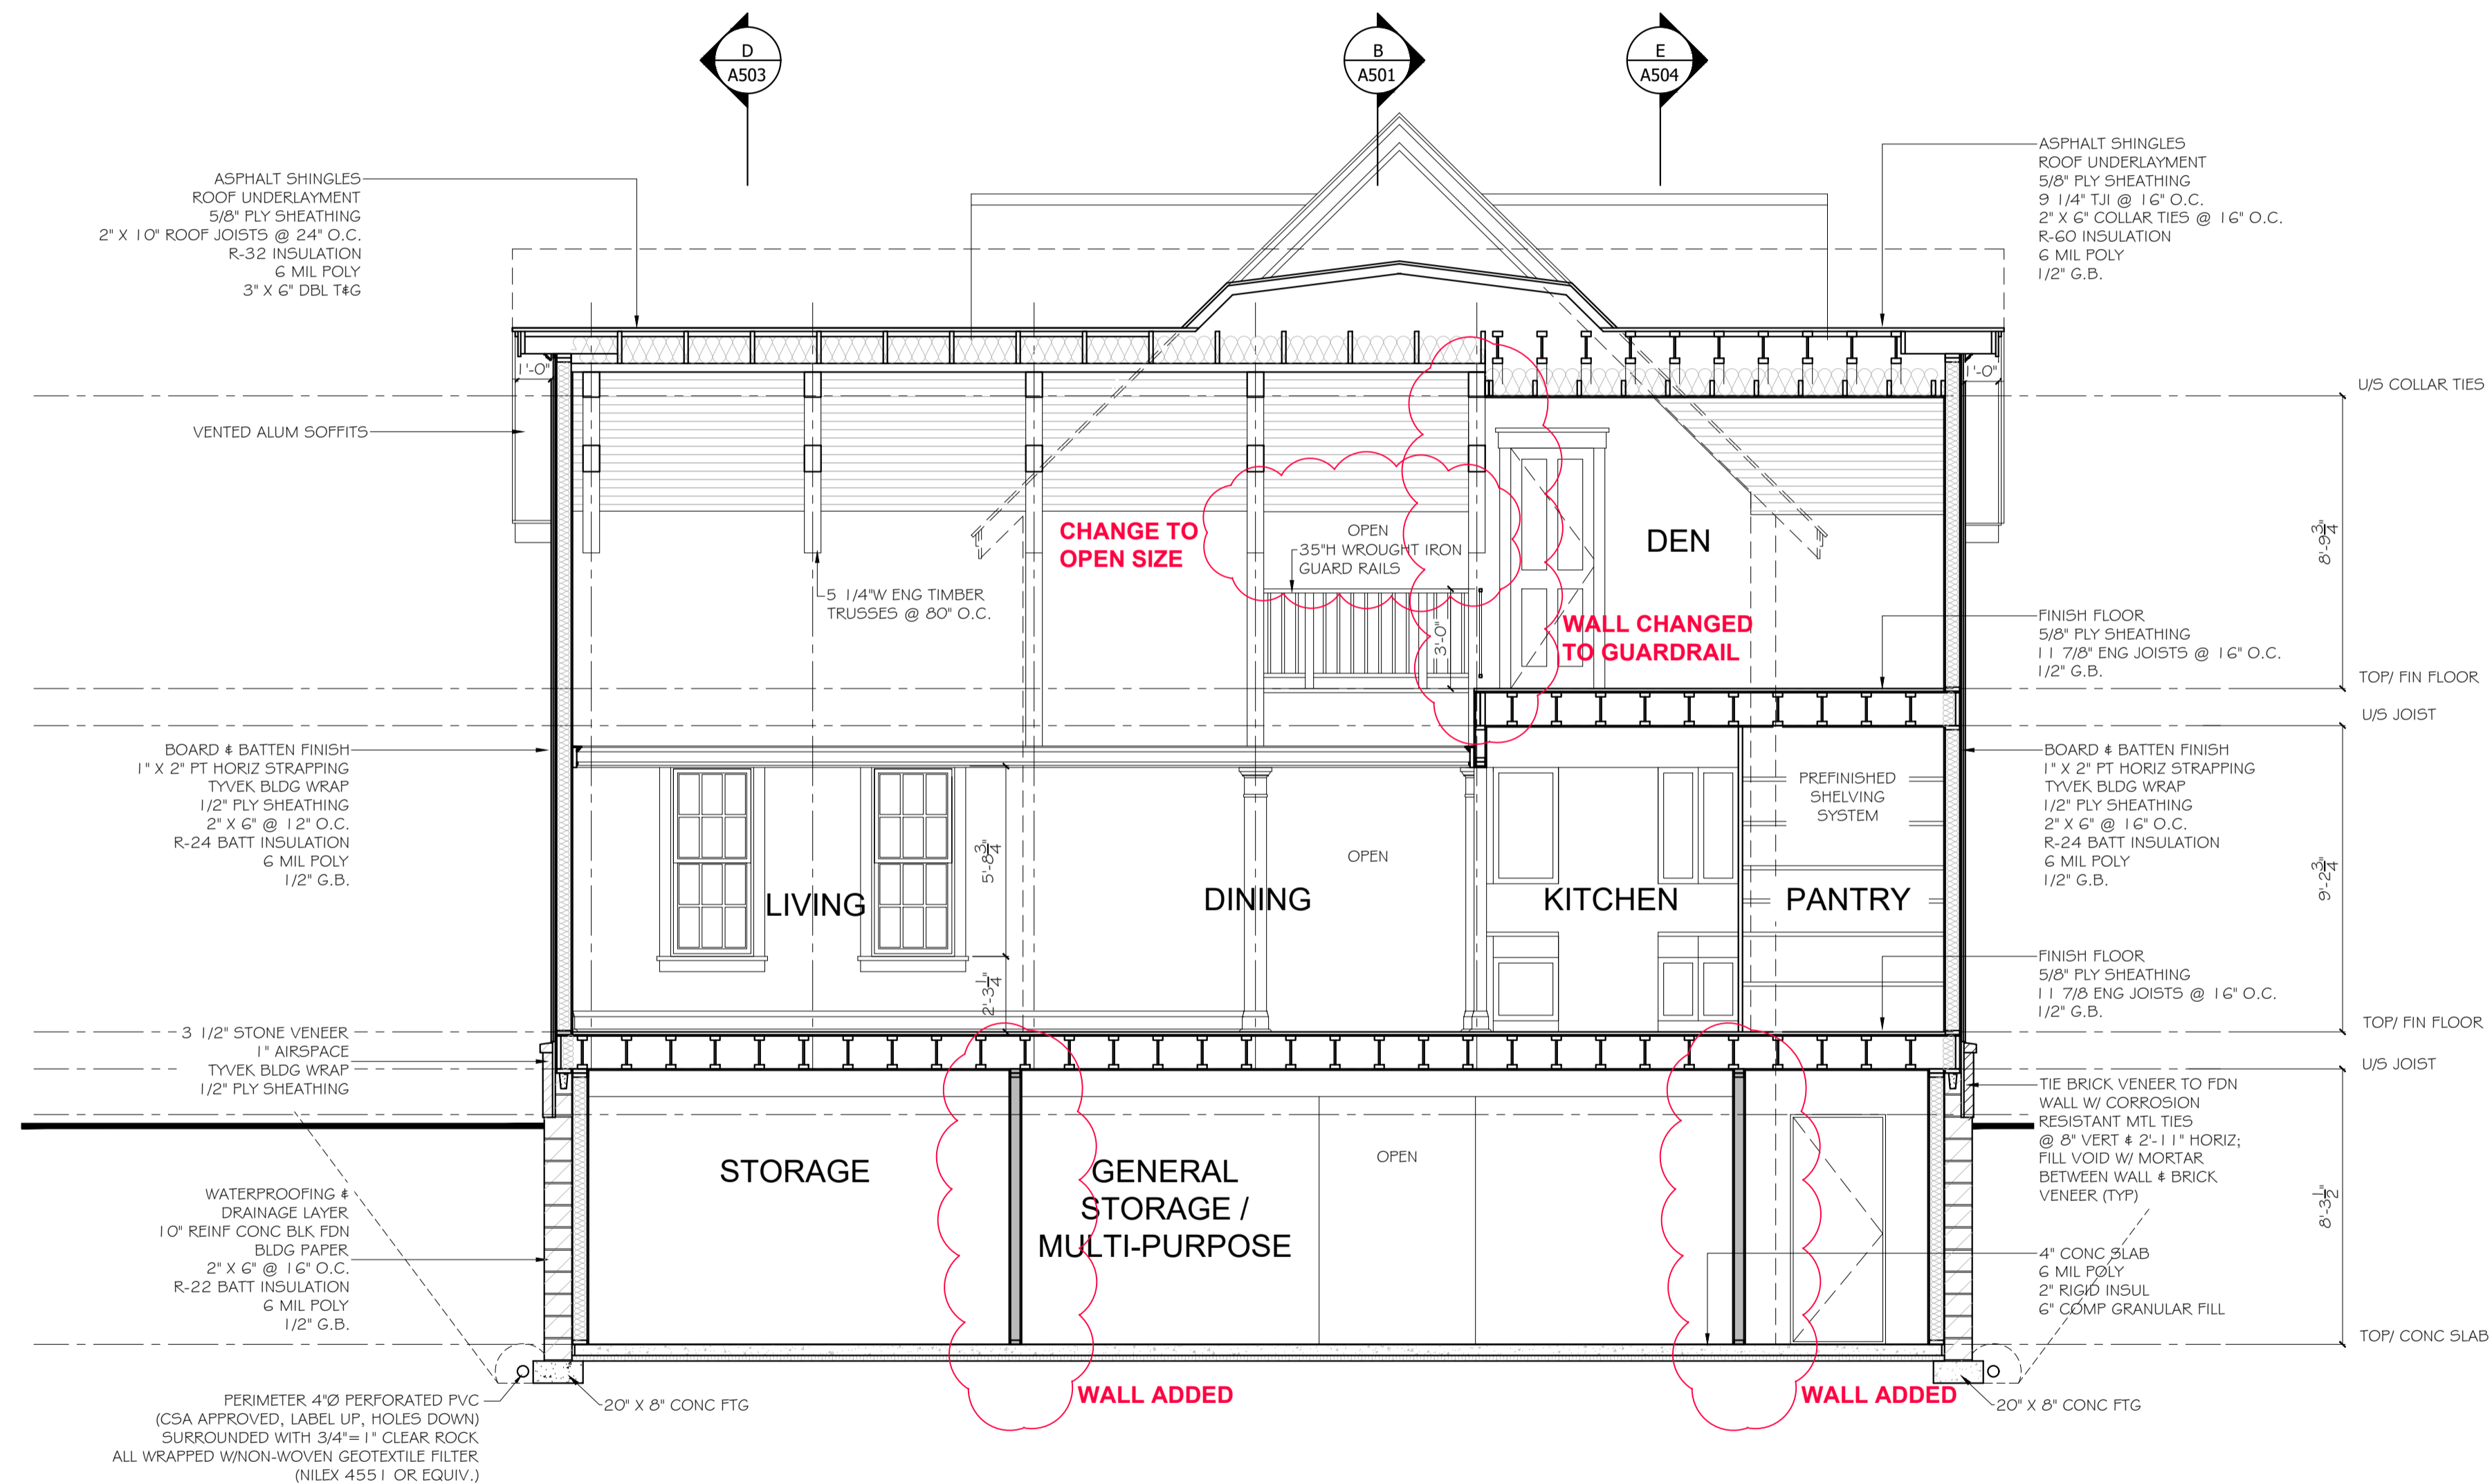 D
A503
B
A501
E
A504
ASPHALT SHINGLES
ROOF UNDERLAYMENT
5/8" PLY SHEATHING
2" X 10" ROOF JOISTS @ 24" O.C.
R-32 INSULATION
6 MIL POLY
3" X 6" DBL T&G
ASPHALT SHINGLES
ROOF UNDERLAYMENT
5/8" PLY SHEATHING
9 1/4" TJI @ 16" O.C.
2" X 6" COLLAR TIES @ 16" O.C.
R-60 INSULATION
6 MIL POLY
1/2" G.B.
1'-0"
1'-0"
U/S COLLAR TIES
VENTED ALUM SOFFITS
CHANGE TO
OPEN SIZE
OPEN
35"H WROUGHT IRON
GUARD RAILS
DEN
8'-9 3/4"
5 1/4"W ENG TIMBER
TRUSSES @ 80" O.C.
3'-0"
WALL CHANGED
TO GUARDRAIL
FINISH FLOOR
5/8" PLY SHEATHING
11 7/8" ENG JOISTS @ 16" O.C.
1/2" G.B.
TOP/ FIN FLOOR
U/S JOIST
BOARD & BATTEN FINISH
1" X 2" PT HORIZ STRAPPING
TYVEK BLDG WRAP
1/2" PLY SHEATHING
2" X 6" @ 12" O.C.
R-24 BATT INSULATION
6 MIL POLY
1/2" G.B.
5'-8 3/4"
LIVING
DINING
OPEN
KITCHEN
PREFINISHED
SHELVING
SYSTEM
PANTRY
BOARD & BATTEN FINISH
1" X 2" PT HORIZ STRAPPING
TYVEK BLDG WRAP
1/2" PLY SHEATHING
2" X 6" @ 16" O.C.
R-24 BATT INSULATION
6 MIL POLY
1/2" G.B.
9'-2 3/4"
2'-3 1/4"
FINISH FLOOR
5/8" PLY SHEATHING
11 7/8 ENG JOISTS @ 16" O.C.
1/2" G.B.
TOP/ FIN FLOOR
U/S JOIST
3 1/2" STONE VENEER
1" AIRSPACE
TYVEK BLDG WRAP
1/2" PLY SHEATHING
TIE BRICK VENEER TO FDN
WALL W/ CORROSION
RESISTANT MTL TIES
@ 8" VERT & 2'-11" HORIZ;
FILL VOID W/ MORTAR
BETWEEN WALL & BRICK
VENEER (TYP)
STORAGE
GENERAL
STORAGE /
MULTI-PURPOSE
OPEN
8'-3 1/2"
WATERPROOFING &
DRAINAGE LAYER
10" REINF CONC BLK FDN
BLDG PAPER
2" X 6" @ 16" O.C.
R-22 BATT INSULATION
6 MIL POLY
1/2" G.B.
4" CONC SLAB
6 MIL POLY
2" RIGID INSUL
6" COMP GRANULAR FILL
TOP/ CONC SLAB
PERIMETER 4"Ø PERFORATED PVC
(CSA APPROVED, LABEL UP, HOLES DOWN)
SURROUNDED WITH 3/4"= 1" CLEAR ROCK
ALL WRAPPED W/NON-WOVEN GEOTEXTILE FILTER
(NILEX 4551 OR EQUIV.)
20" X 8" CONC FTG
WALL ADDED
WALL ADDED
20" X 8" CONC FTG